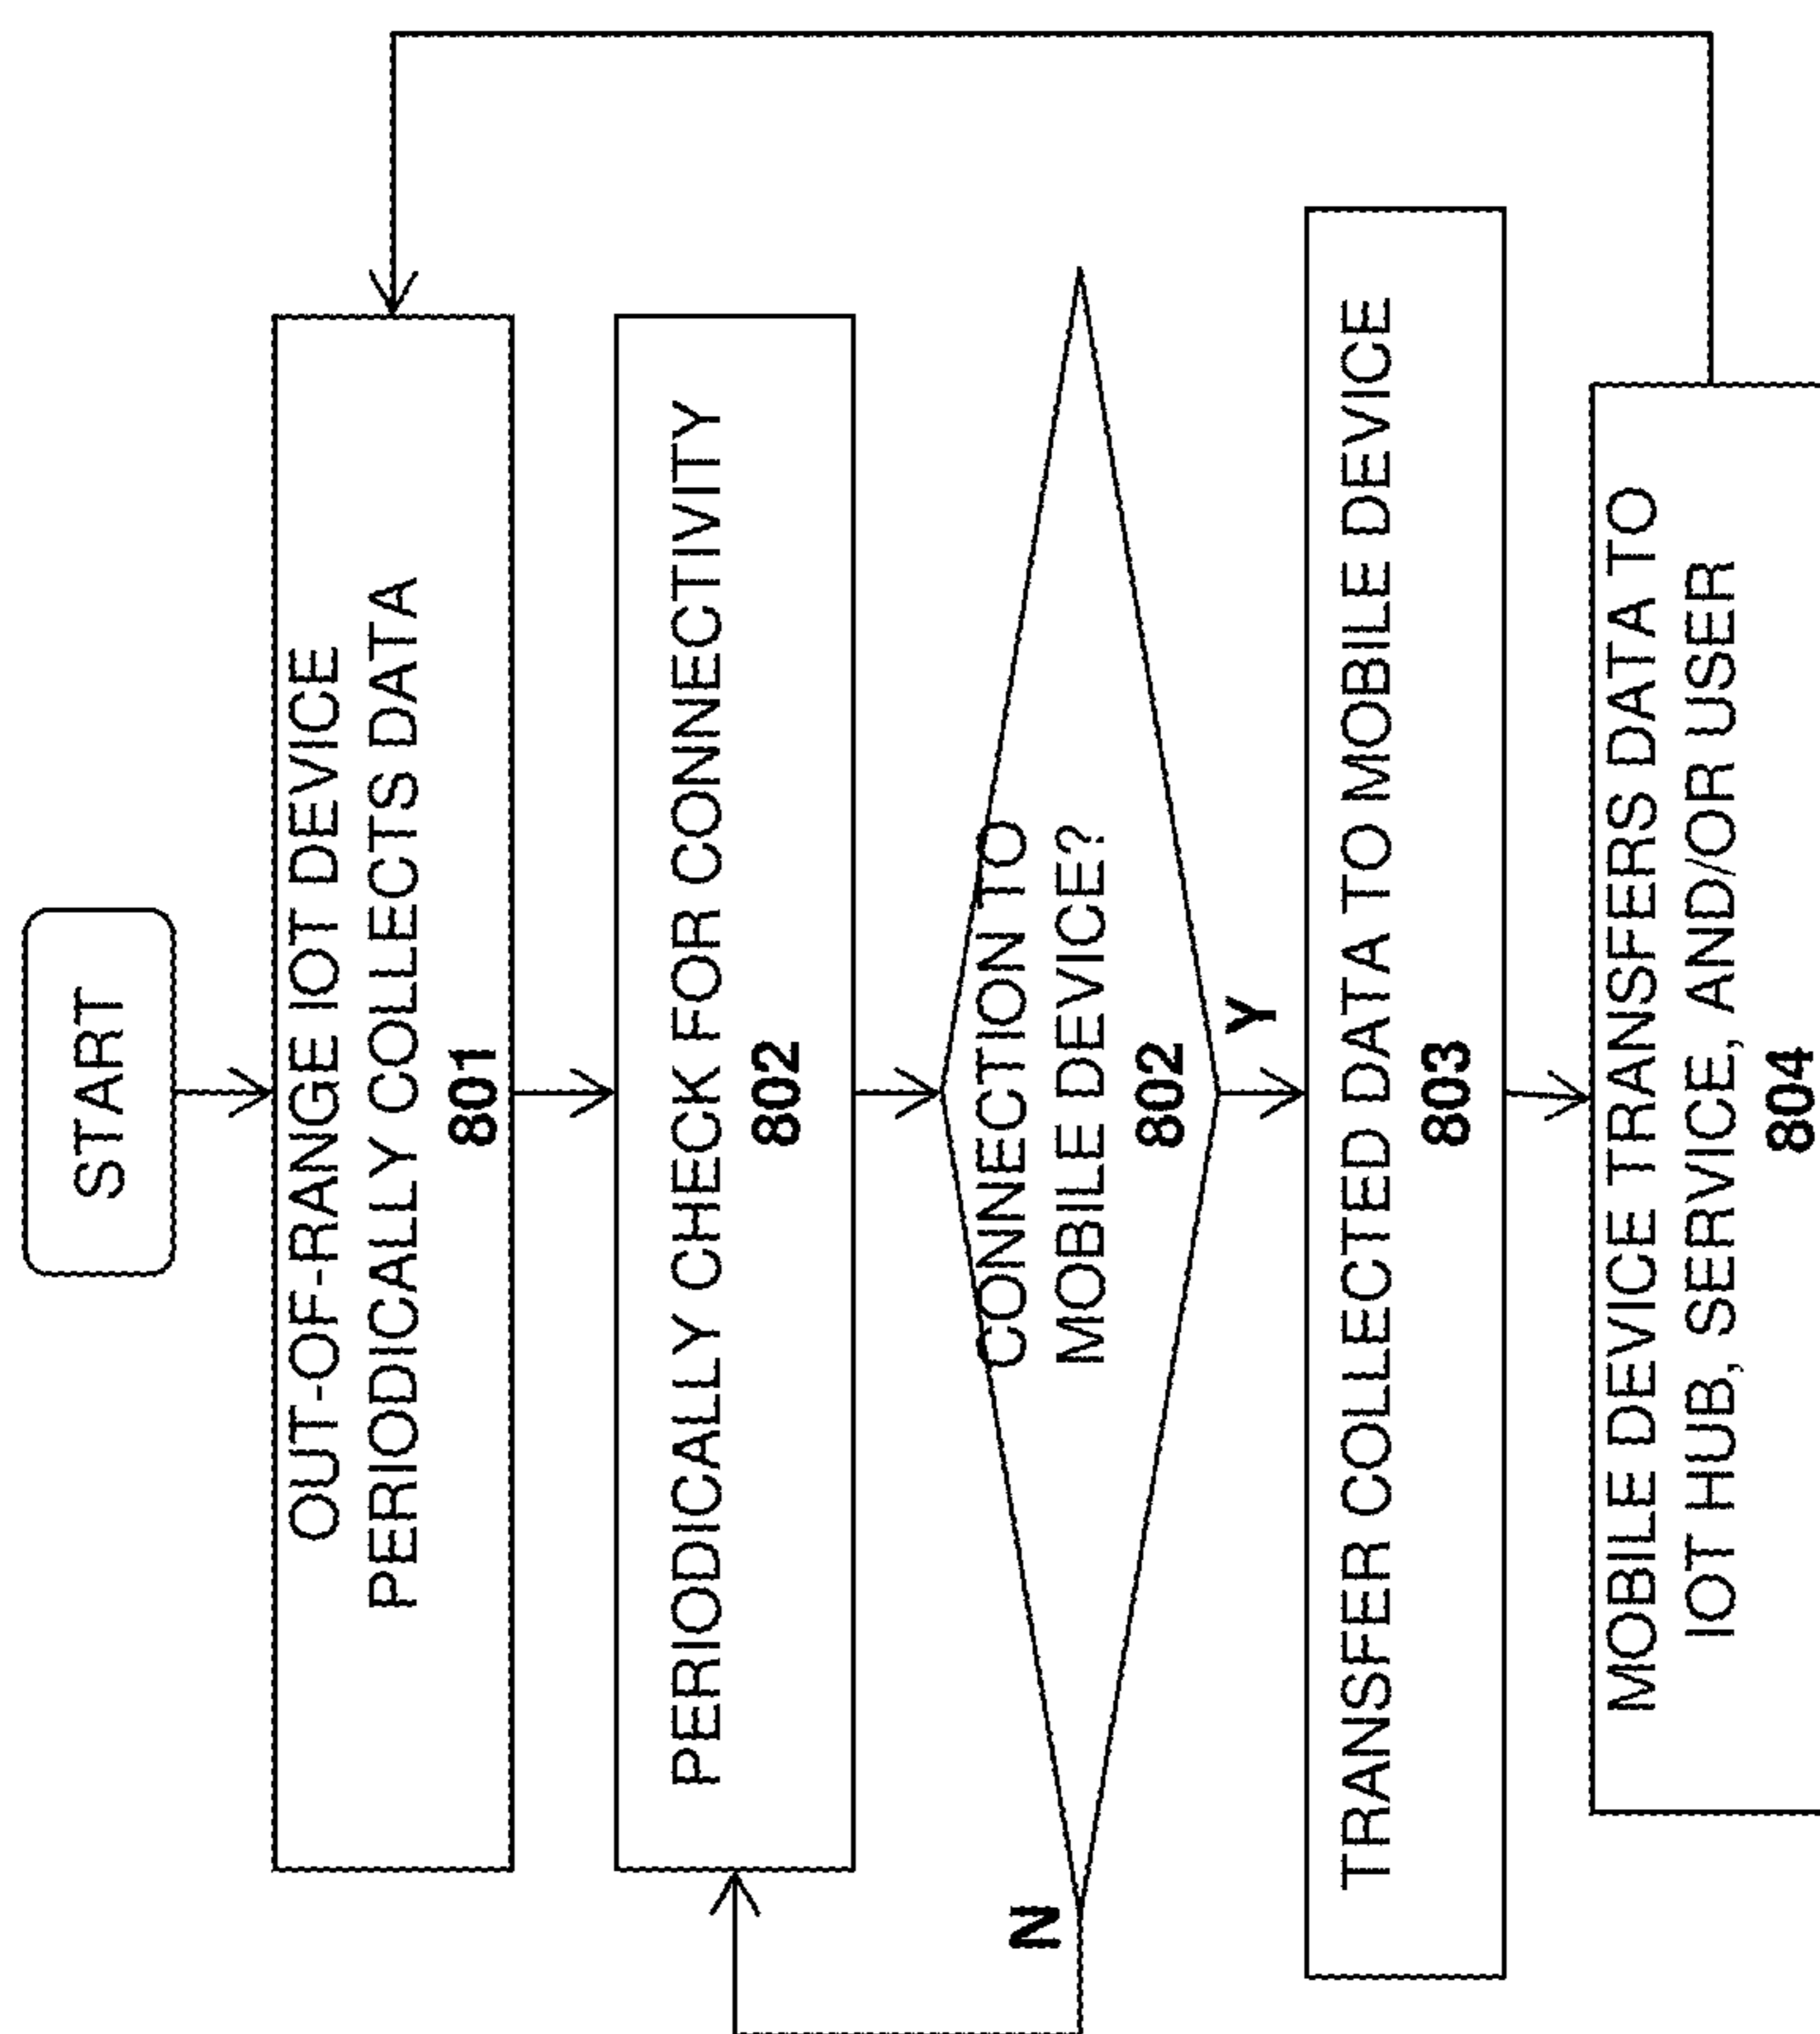 START
OUT-OF-RANGE IOT DEVICE
PERIODICALLY COLLECTS DATA
801
PERIODICALLY CHECK FOR CONNECTIVITY
802
CONNECTION TO
MOBILE DEVICE?
802
N
Y
TRANSFER COLLECTED DATA TO MOBILE DEVICE
803
MOBILE DEVICE TRANSFERS DATA TO
IOT HUB, SERVICE, AND/OR USER
804